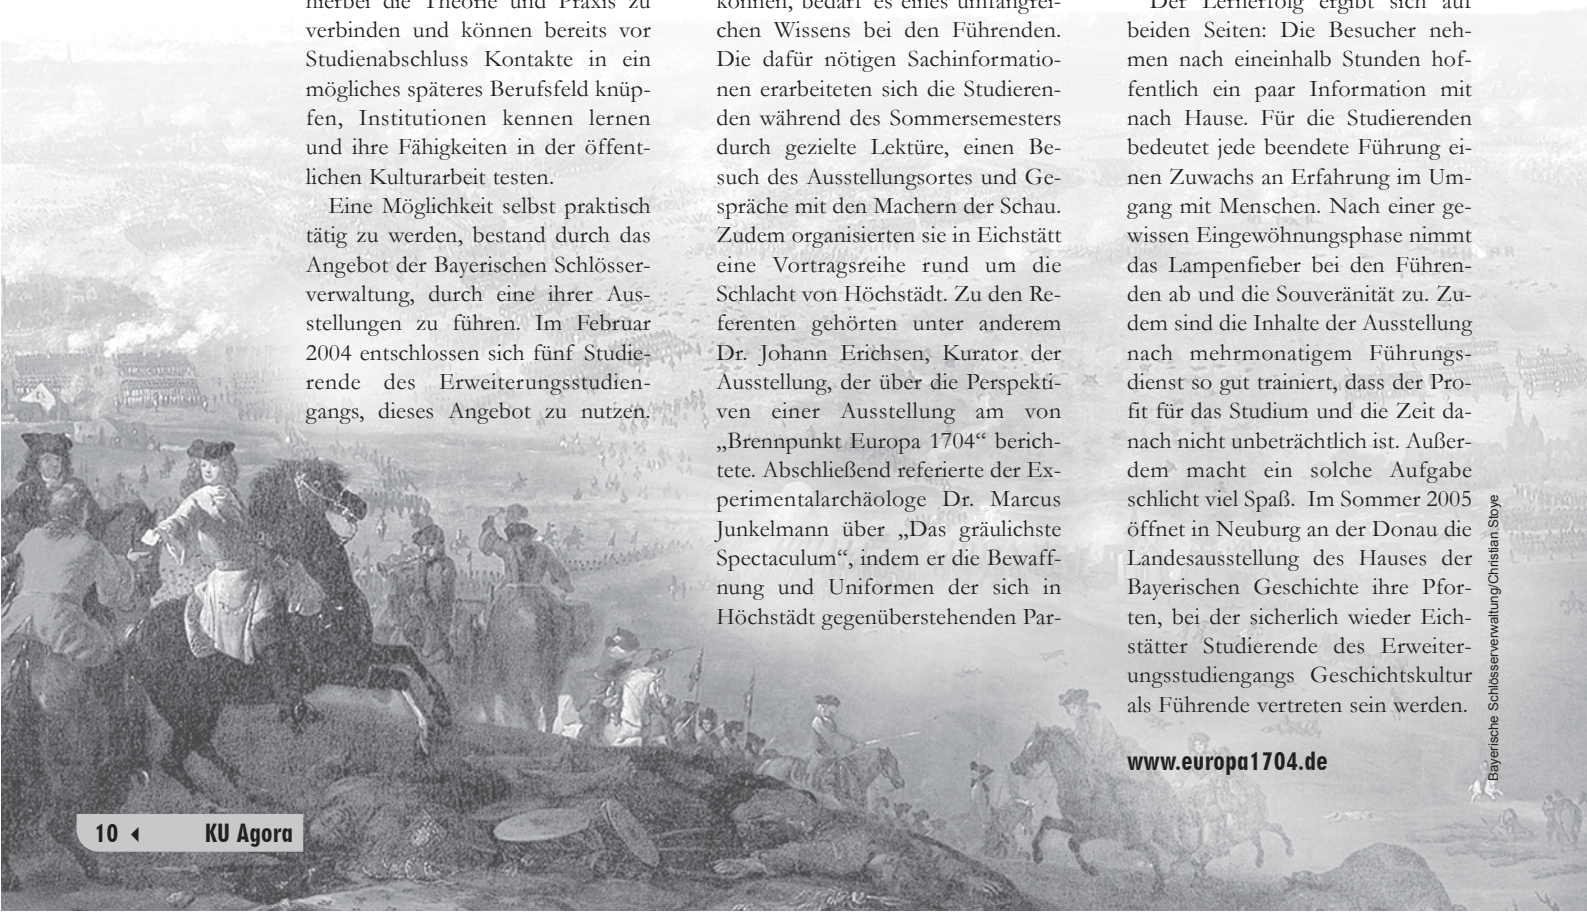 hierbei die Theorie und Praxis zu
verbinden und können bereits vor
Studienabschluss Kontakte in ein
mögliches späteres Berufsfeld knüp-
fen, Institutionen kennen lernen
und ihre Fähigkeiten in der öffent-
lichen Kulturarbeit testen.
Eine Möglichkeit selbst praktisch
tätig zu werden, bestand durch das
Angebot der Bayerischen Schlösser-
verwaltung, durch eine ihrer Aus-
stellungen zu führen. Im Februar
2004 entschlossen sich fünf Studie-
rende des Erweiterungsstudien-
gangs, dieses Angebot zu nutzen.
können, bedarf es eines umfangrei-
chen Wissens bei den Führenden.
Die dafür nötigen Sachinformatio-
nen erarbeiteten sich die Studieren-
den während des Sommersemesters
durch gezielte Lektüre, einen Be-
such des Ausstellungsortes und Ge-
spräche mit den Machern der Schau.
Zudem organisierten sie in Eichstätt
eine Vortragsreihe rund um die
Schlacht von Höchstädt. Zu den Re-
ferenten gehörten unter anderem
Dr. Johann Erichsen, Kurator der
Ausstellung, der über die Perspekti-
ven einer Ausstellung am von
„Brennpunkt Europa 1704“ berich-
tete. Abschließend referierte der Ex-
perimentalarchäologe Dr. Marcus
Junkelmann über „Das gräulichste
Spectaculum“, indem er die Bewaff-
nung und Uniformen der sich in
Höchstädt gegenüberstehenden Par-
Der Lernerfolg ergibt sich auf
beiden Seiten: Die Besucher neh-
men nach eineinhalb Stunden hof-
fentlich ein paar Information mit
nach Hause. Für die Studierenden
bedeutet jede beendete Führung ei-
nen Zuwachs an Erfahrung im Um-
gang mit Menschen. Nach einer ge-
wissen Eingewöhnungsphase nimmt
das Lampenfieber bei den Führen-
den ab und die Souveränität zu. Zu-
dem sind die Inhalte der Ausstellung
nach mehrmonatigem Führungs-
dienst so gut trainiert, dass der Pro-
fit für das Studium und die Zeit da-
nach nicht unbeträchtlich ist. Außer-
dem macht ein solche Aufgabe
schlicht viel Spaß. Im Sommer 2005
öffnet in Neuburg an der Donau die
Landesausstellung des Hauses der
Bayerischen Geschichte ihre Pfor-
ten, bei der sicherlich wieder Eich-
stätter Studierende des Erweiter-
ungsstudiengangs Geschichtskultur
als Führende vertreten sein werden.
www.europa1704.de
Bayerische Schlösserverwaltung/Christian Stoye
10 KU Agora